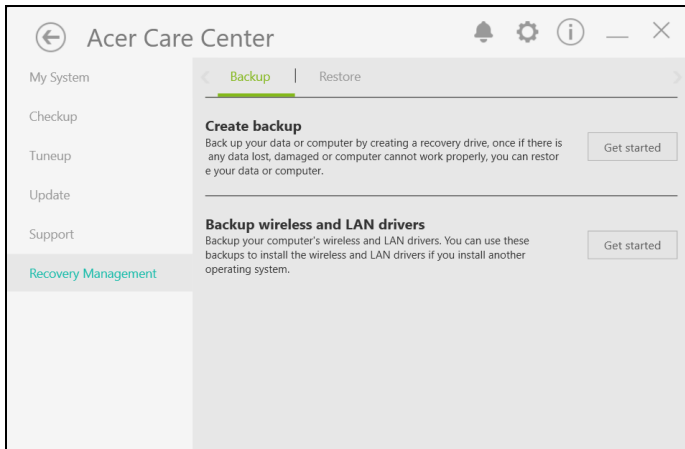 Acer Care Center
My System
Checkup
Tuneup
Update
Support
Recovery Management
Backup | Restore
Create backup
Back up your data or computer by creating a recovery drive, once if there is
any data lost, damaged or computer cannot work properly, you can restor
e your data or computer.
Get started
Backup wireless and LAN drivers
Backup your computer's wireless and LAN drivers. You can use these
backups to install the wireless and LAN drivers if you install another
operating system.
Get started